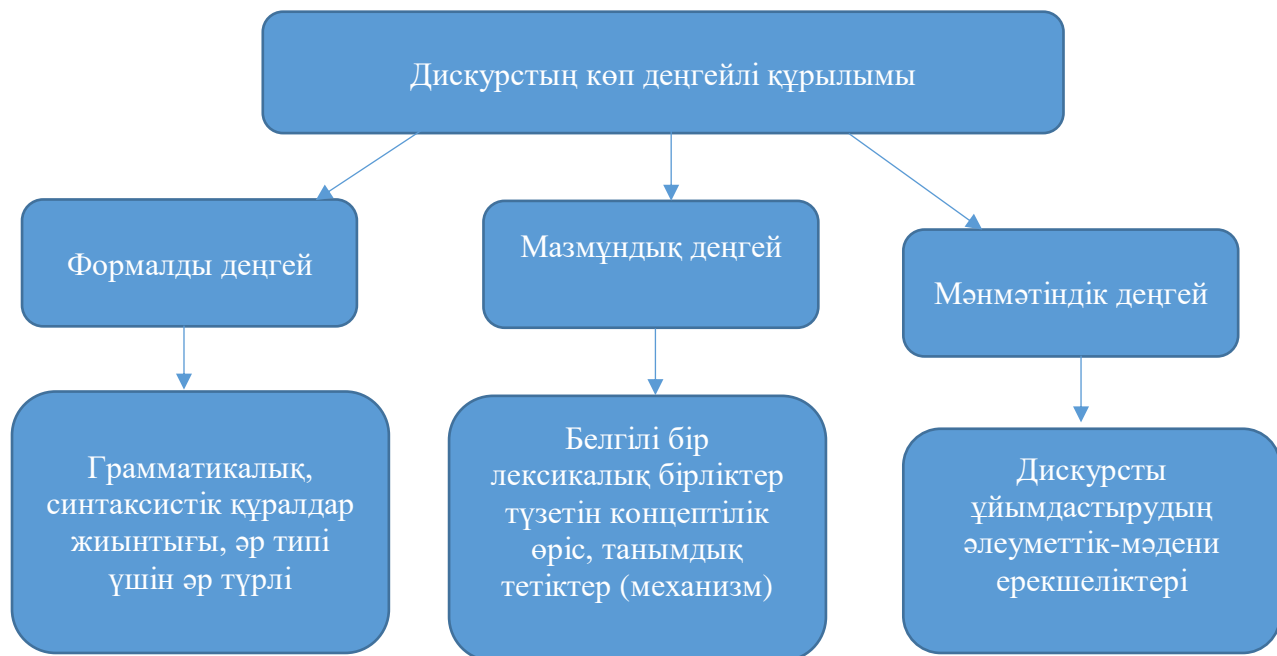 Дискурстың көп деңгейлі құрылымы
Формалды деңгей
Мазмұндық деңгей
Мәнмәтіндік деңгей
Грамматикалық,
синтаксистік құралдар
жиынтығы, әр типі
үшін әр түрлі
Белгілі бір
лексикалық бірліктер
түзетін концептілік
өріс, танымдық
тетіктер (механизм)
Дискурсты
ұйымдастырудың
әлеуметтік-мәдени
ерекшеліктері